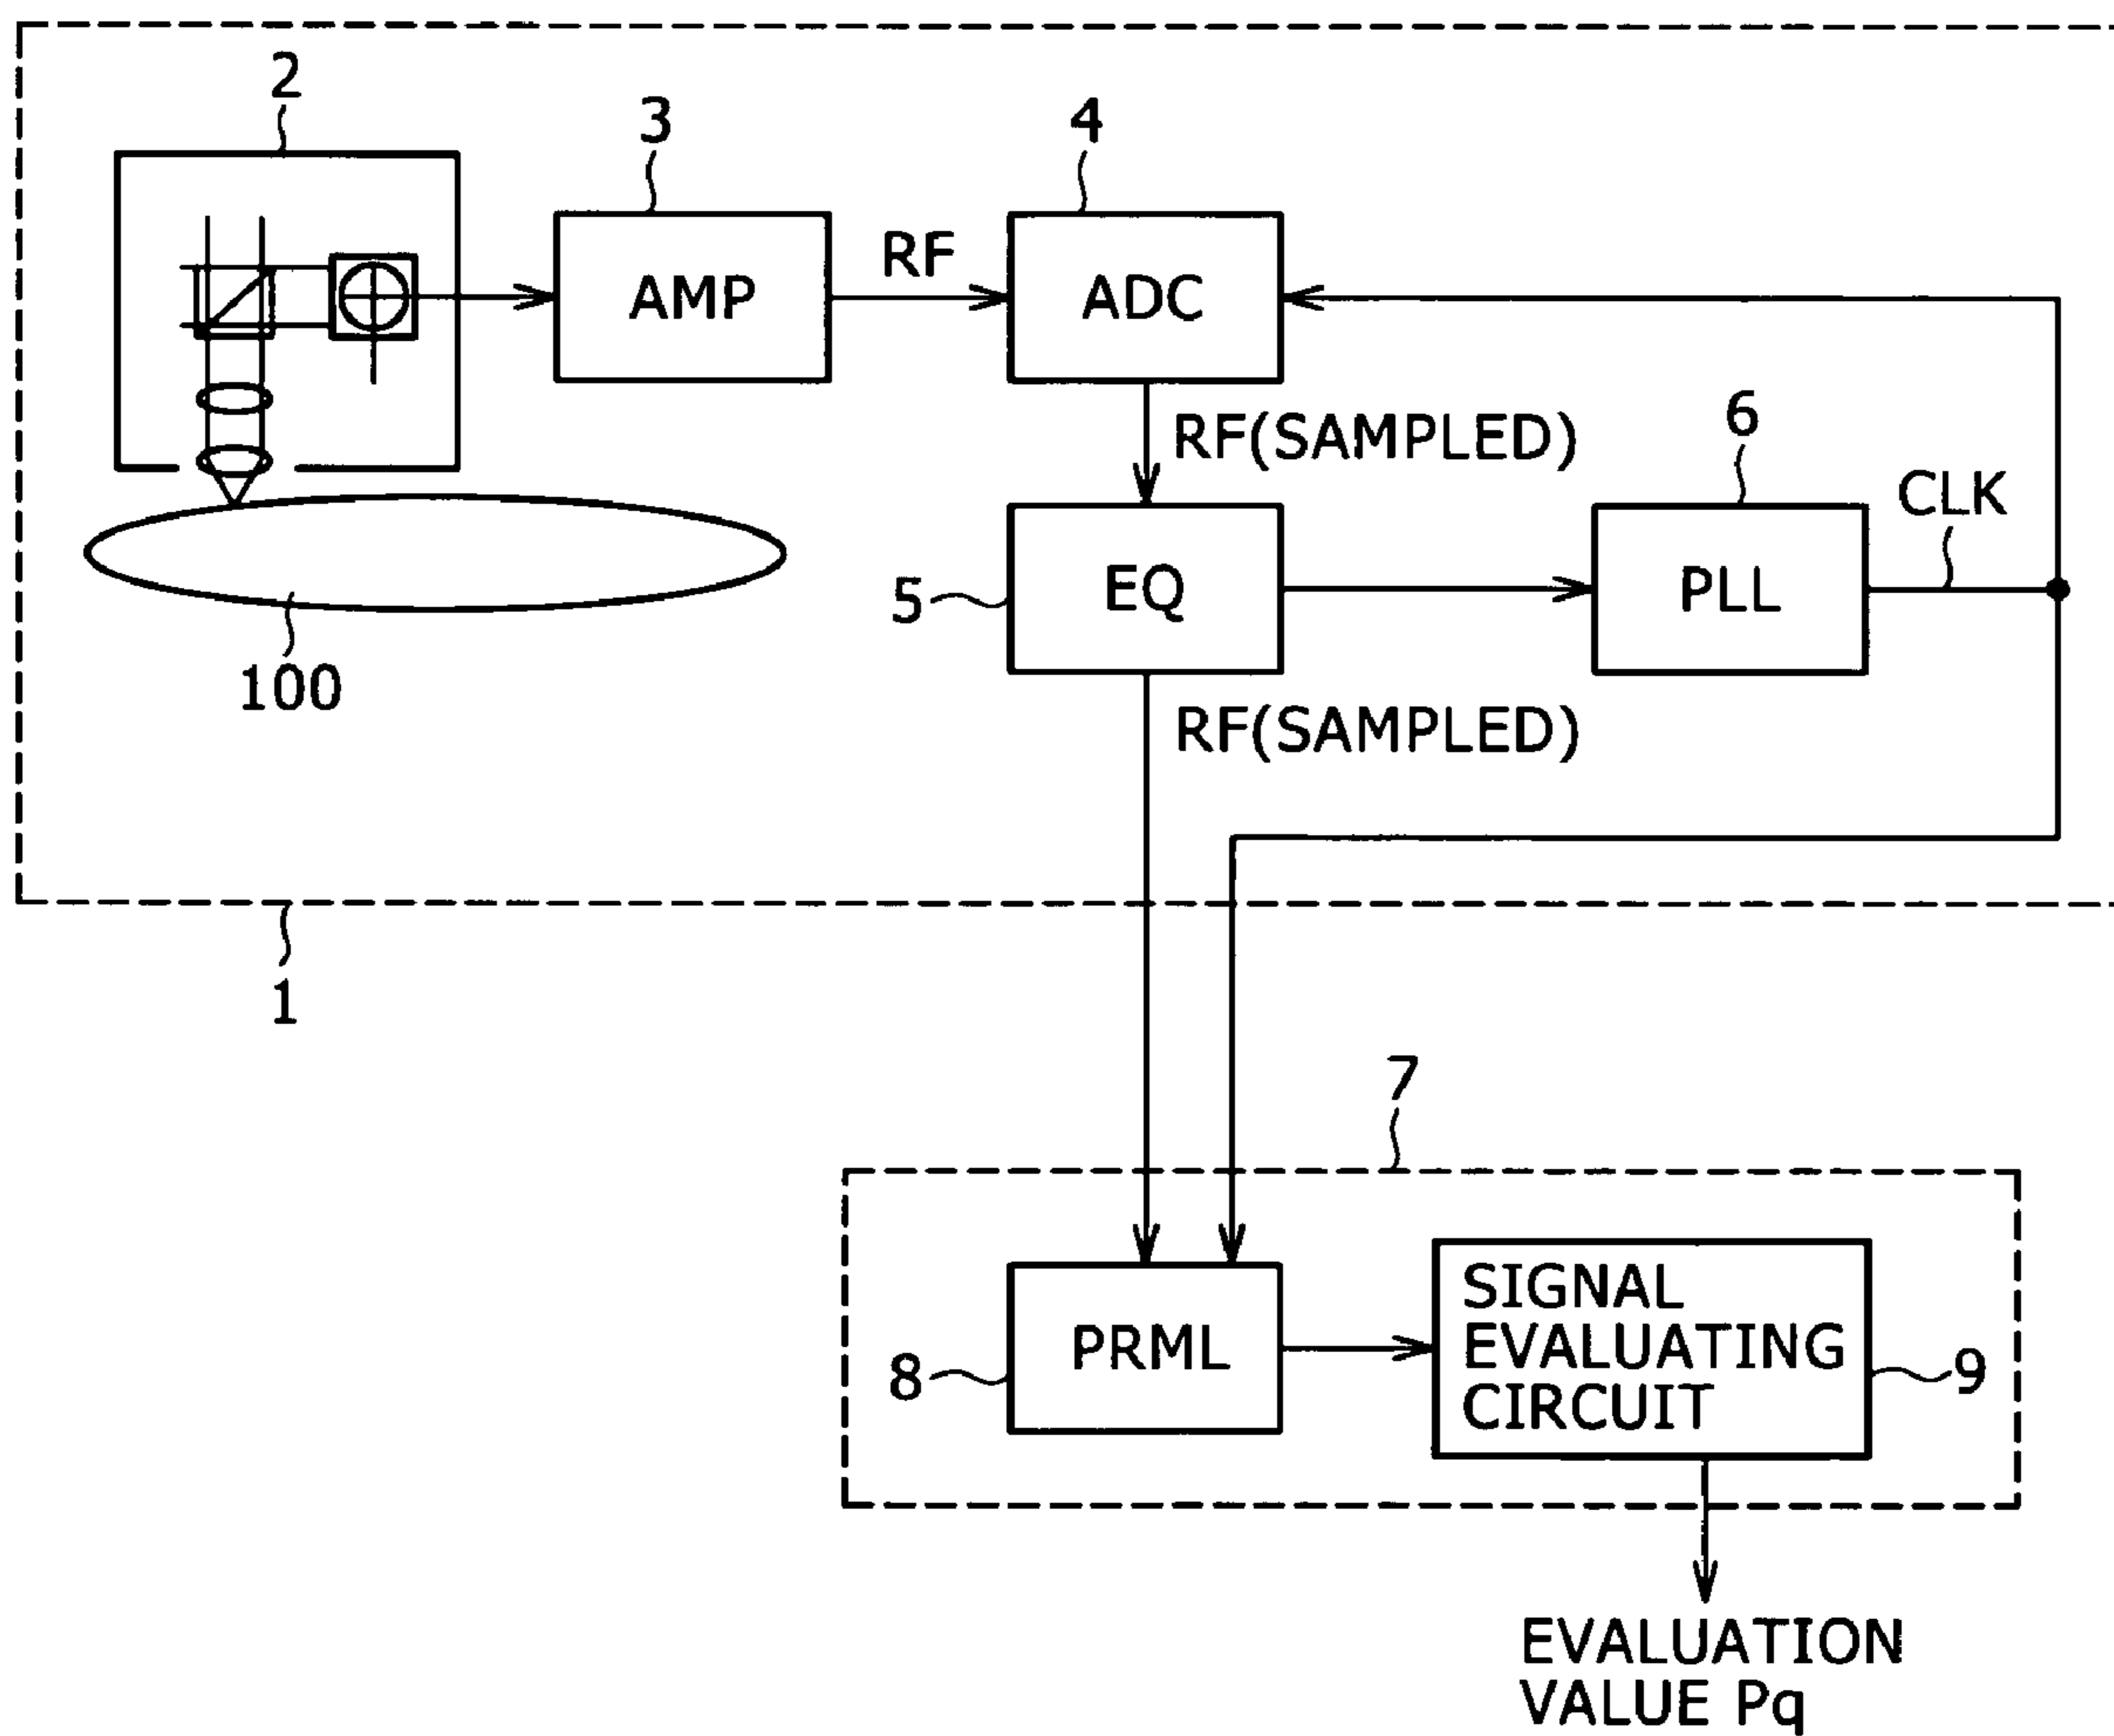 2
3
4
AMP
RF
ADC
RF(SAMPLED)
6
CLK
5
EQ
PLL
100
RF(SAMPLED)
1
7
8
PRML
SIGNAL
EVALUATING
CIRCUIT
9
EVALUATION
VALUE Pq